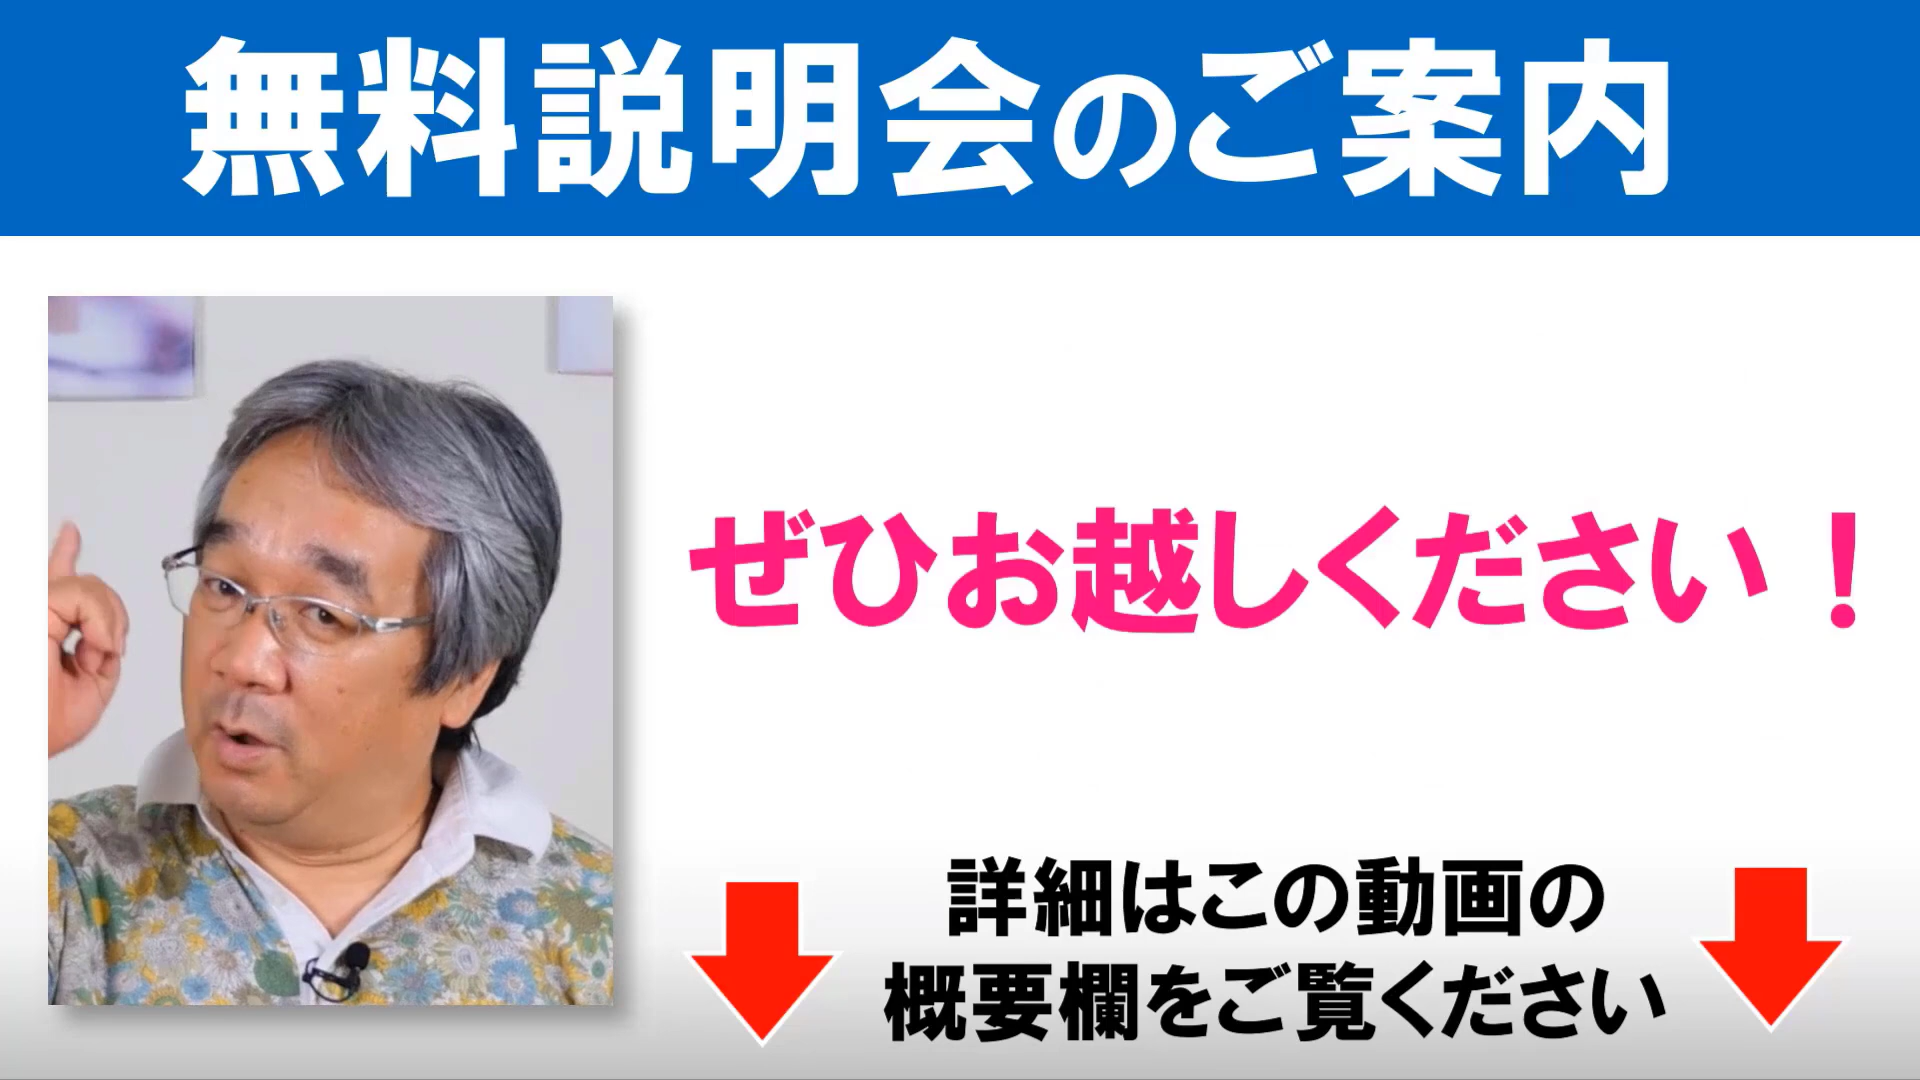 無料説明会のご案内
ぜひお越しください！
詳細はこの動画の
概要欄をご覧ください